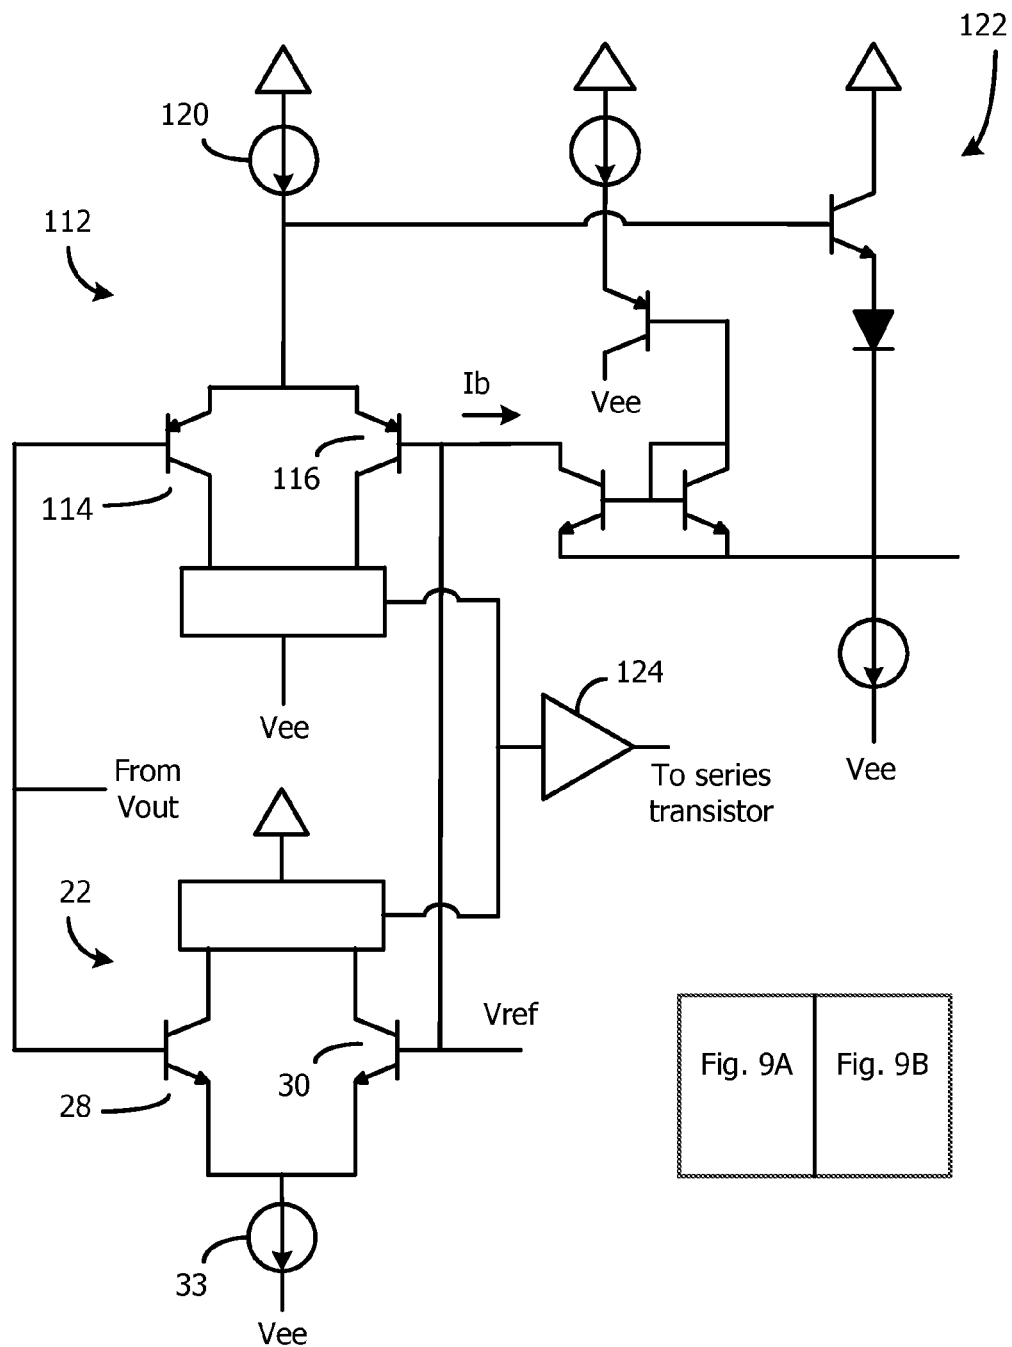 122
120
112
Ib
Vee
116
114
124
Vee
From
Vout
To series
transistor
Vee
22
Vref
Fig. 9A
Fig. 9B
30
28
33
Vee